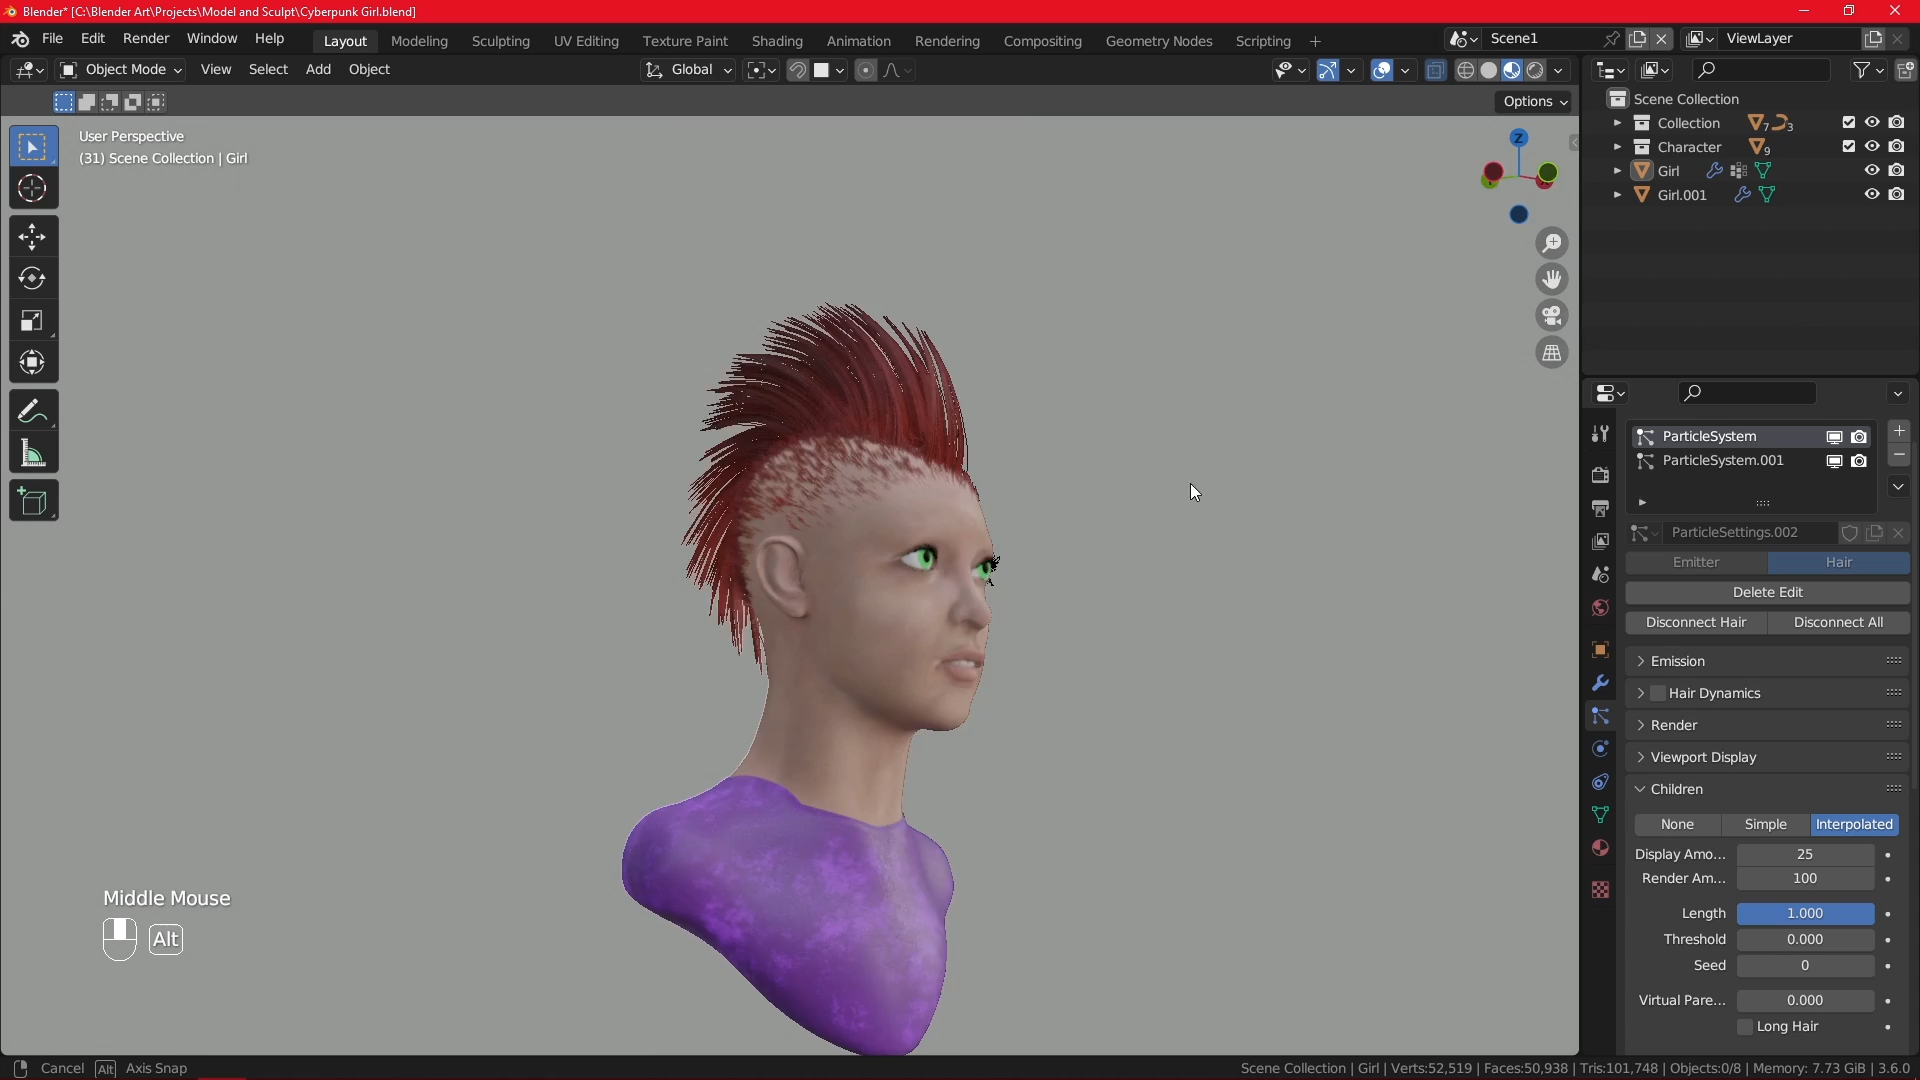 Blender* [C:\Blender Art\Projects\Model and Sculpt\Cyberpunk Girl.blend]
File Edit Render Window Help
Layout Modeling Sculpting UV Editing Texture Paint Shading Animation Rendering Compositing Geometry Nodes Scripting +
Scene1
ViewLayer
Object Mode View Select Add Object
Global
Options
User Perspective
(31) Scene Collection | Girl
Z
Scene Collection
Collection 7 3
Character 9
Girl
Girl.001
ParticleSystem
ParticleSystem.001
ParticleSettings.002
Emitter Hair
Delete Edit
Disconnect Hair Disconnect All
Emission
Hair Dynamics
Render
Viewport Display
Children
None Simple Interpolated
Display Amo... 25
Render Am... 100
Length 1.000
Threshold 0.000
Seed 0
Virtual Pare... 0.000
Long Hair
Middle Mouse
Alt
Cancel Alt Axis Snap
Scene Collection | Girl | Verts:52,519 | Faces:50,938 | Tris:101,748 | Objects:0/8 | Memory: 7.73 GiB | 3.6.0